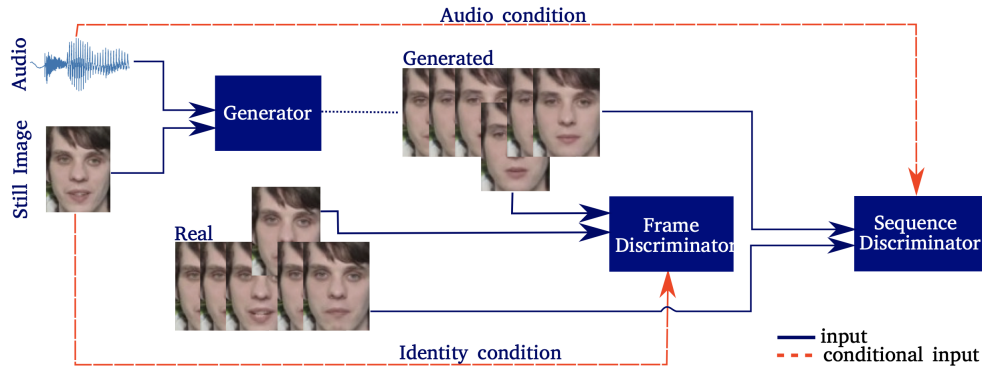 Audio condition
Audio
Generated
Generator
Still Image
Frame
Discriminator
Sequence
Discriminator
Real
Identity condition
input
conditional input